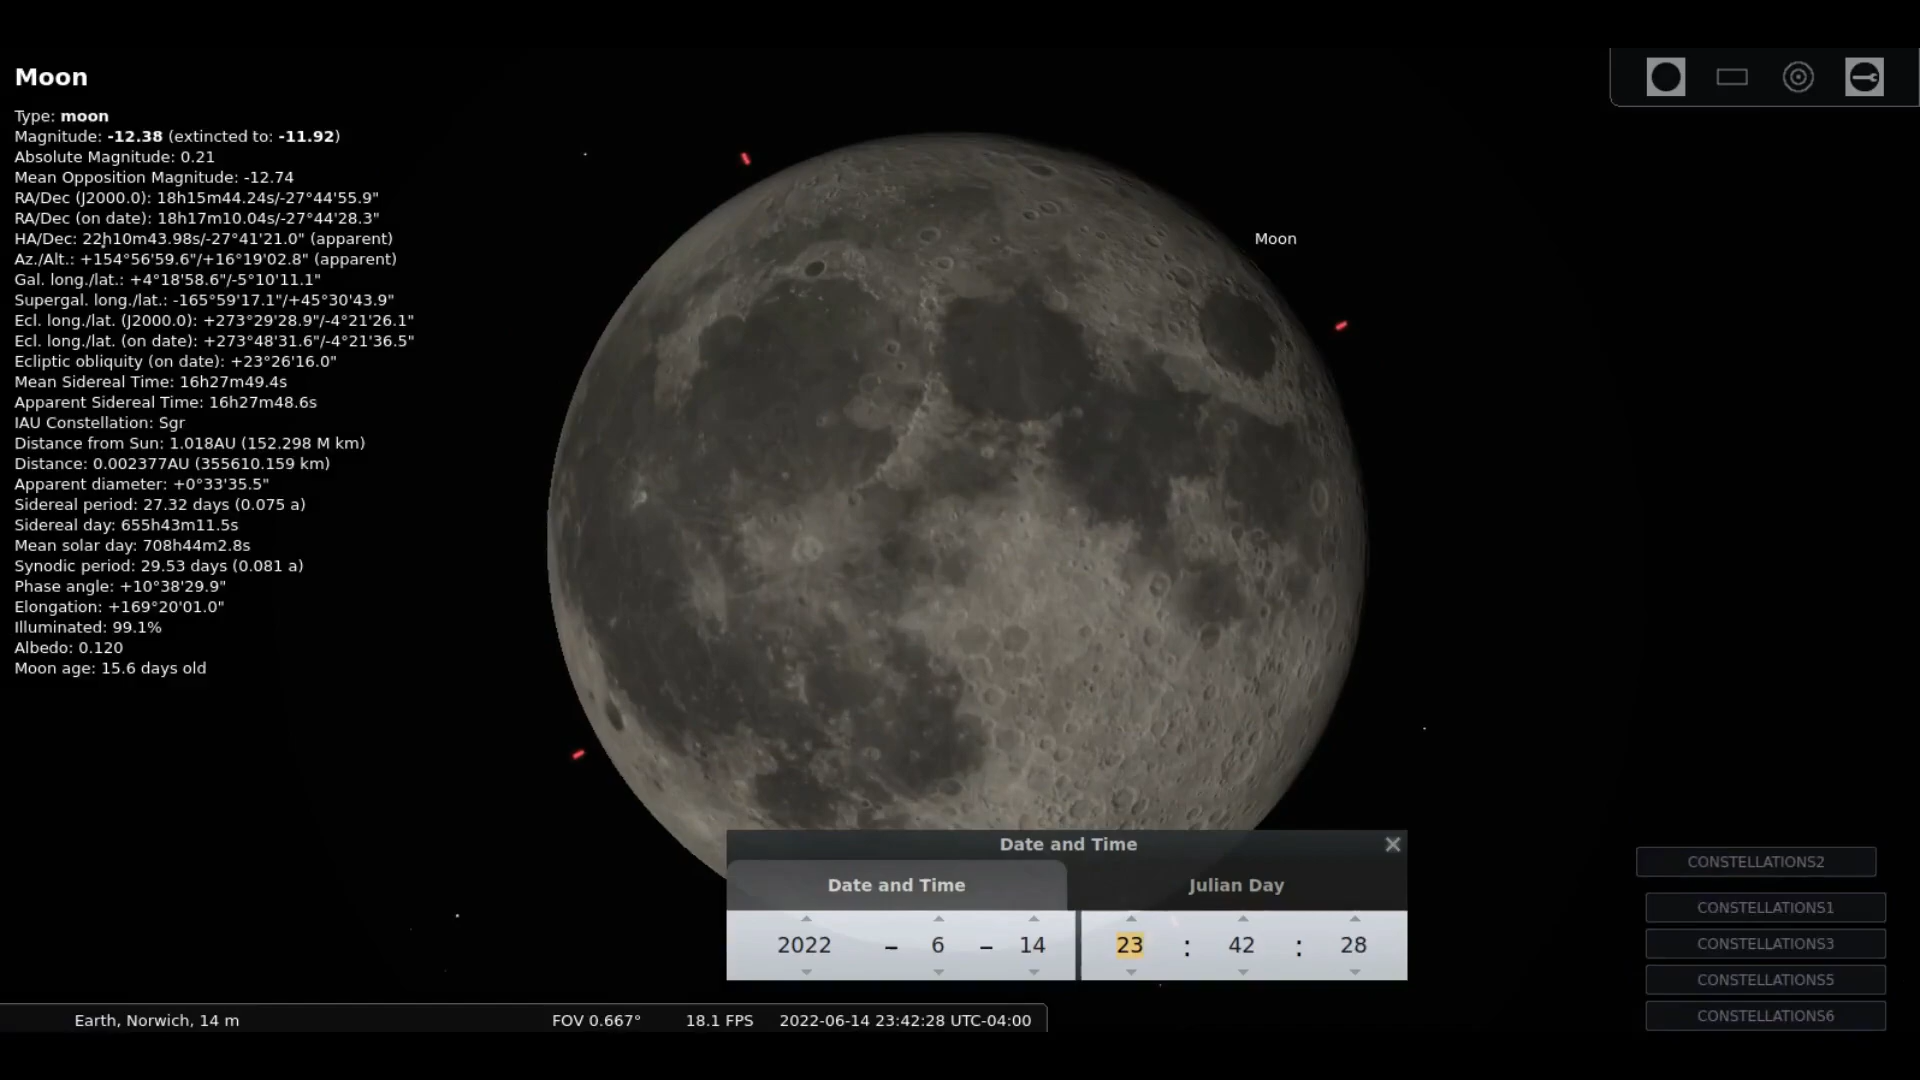 Moon
Type: moon
Magnitude: -12.38 (extincted to: -11.92)
Absolute Magnitude: 0.21
Mean Opposition Magnitude: -12.74
RA/Dec (J2000.0): 18h15m44.24s/-27°44'55.9"
RA/Dec (on date): 18h17m10.04s/-27°44'28.3"
HA/Dec: 22h10m43.98s/-27°41'21.0" (apparent)
Az./Alt.: +154°56'59.6"/+16°19'02.8" (apparent)
Gal. long./lat.: +4°18'58.6"/-5°10'11.1"
Supergal. long./lat.: -165°59'17.1"/+45°30'43.9"
Ecl. long./lat. (J2000.0): +273°29'28.9"/-4°21'26.1"
Ecl. long./lat. (on date): +273°48'31.6"/-4°21'36.5"
Ecliptic obliquity (on date): +23°26'16.0"
Mean Sidereal Time: 16h27m49.4s
Apparent Sidereal Time: 16h27m48.6s
IAU Constellation: Sgr
Distance from Sun: 1.018AU (152.298 M km)
Distance: 0.002377AU (355610.159 km)
Apparent diameter: +0°33'35.5"
Sidereal period: 27.32 days (0.075 a)
Sidereal day: 655h43m11.5s
Mean solar day: 708h44m2.8s
Synodic period: 29.53 days (0.081 a)
Phase angle: +10°38'29.9"
Elongation: +169°20'01.0"
Illuminated: 99.1%
Albedo: 0.120
Moon age: 15.6 days old
Moon
Date and Time
Date and Time Julian Day
2022 - 6 - 14 23 : 42 : 28
CONSTELLATIONS2
CONSTELLATIONS1
CONSTELLATIONS3
CONSTELLATIONS5
CONSTELLATIONS6
Earth, Norwich, 14 m FOV 0.667° 18.1 FPS 2022-06-14 23:42:28 UTC-04:00